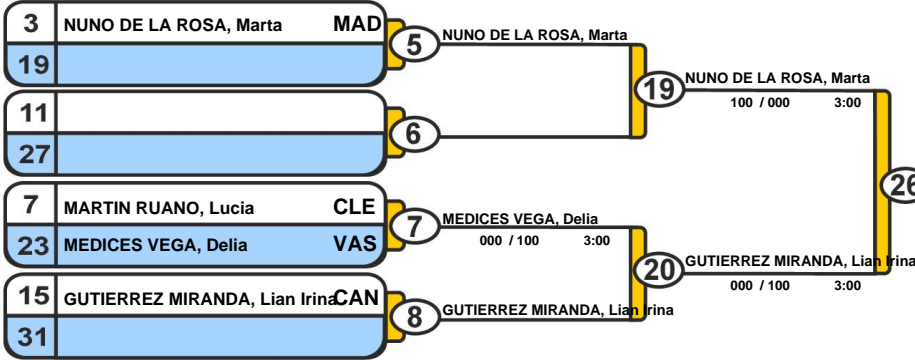 3 NUNO DE LA ROSA, Marta MAD
19
5 NUNO DE LA ROSA, Marta
11
27
6
19 NUNO DE LA ROSA, Marta
100 / 000 3:00
7 MARTIN RUANO, Lucia CLE
23 MEDICES VEGA, Delia VAS
7 MEDICES VEGA, Delia
000 / 100 3:00
15 GUTIERREZ MIRANDA, Lian Irina CAN
31
8 GUTIERREZ MIRANDA, Lian Irina
20 GUTIERREZ MIRANDA, Lian Irina
000 / 100 3:00
26